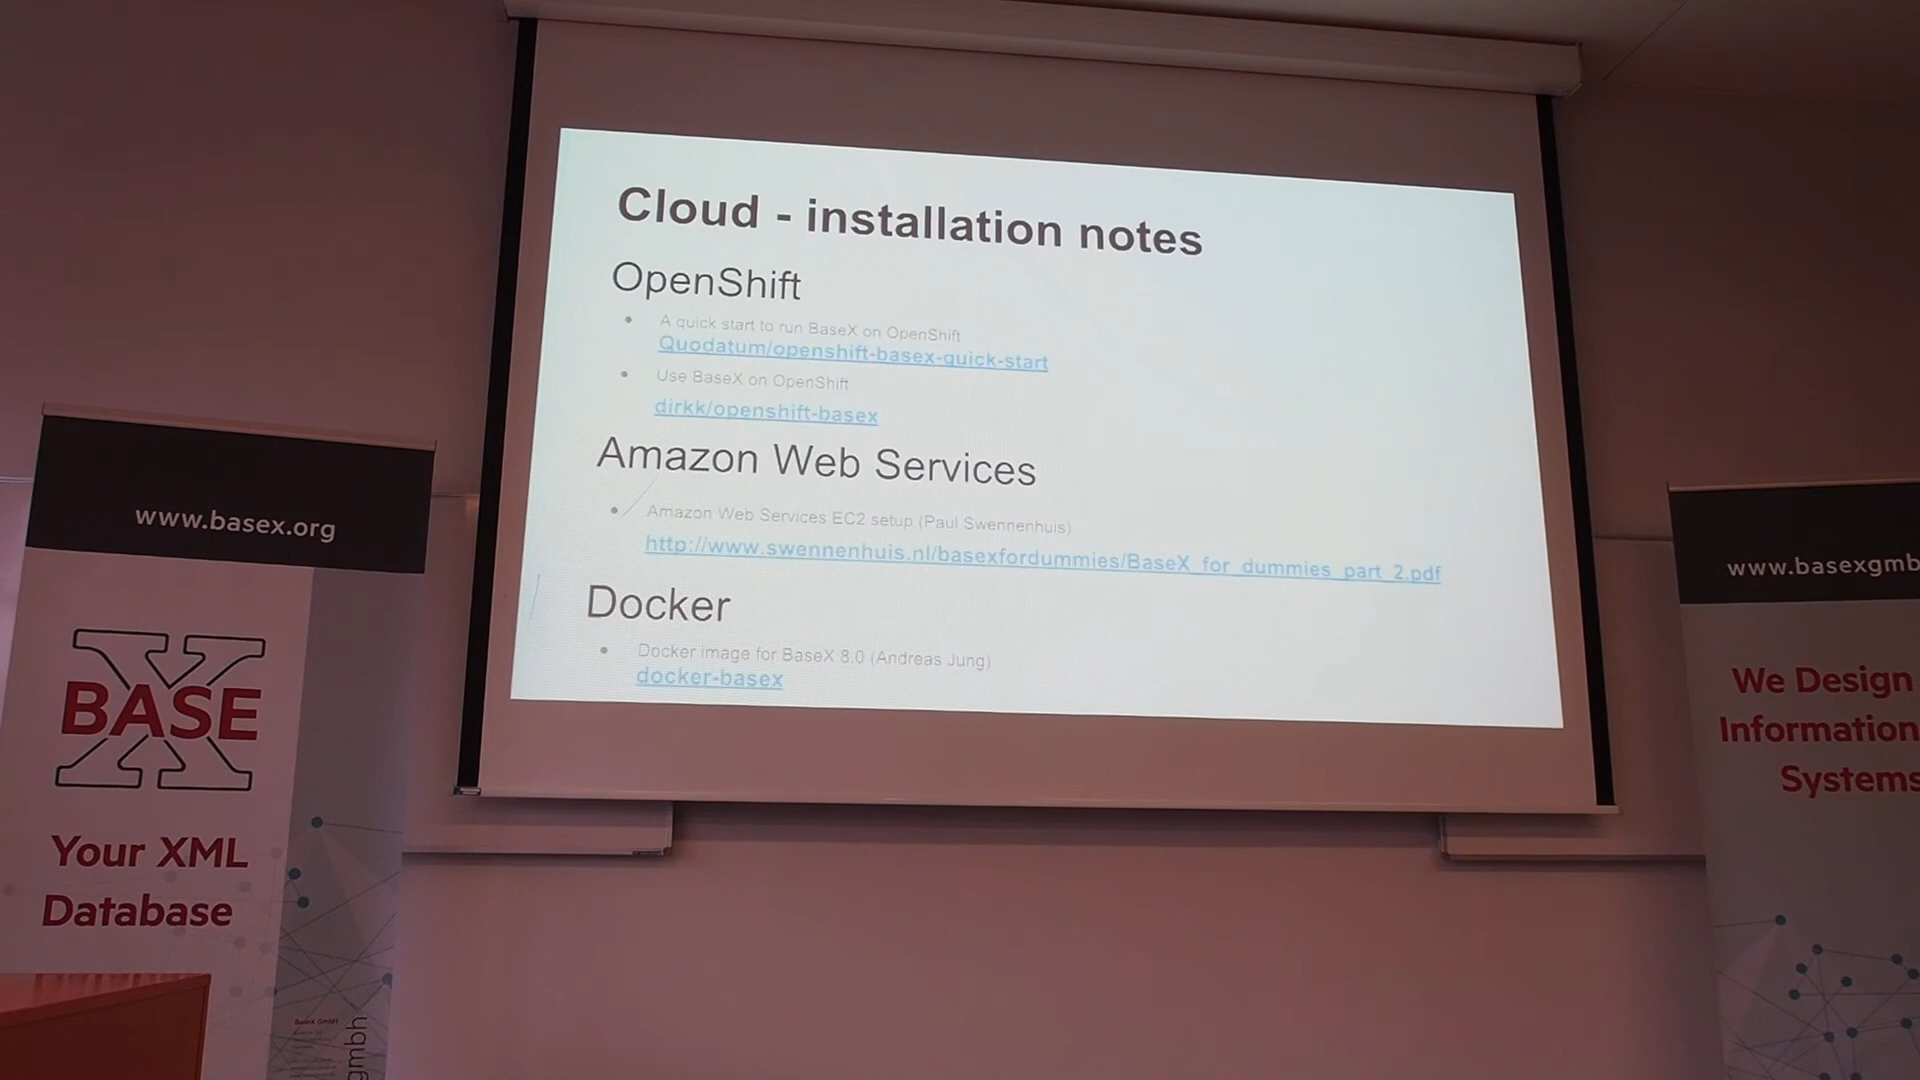 Cloud - installation notes
OpenShift
A quick start to run BaseX on OpenShift
Quodatum/openshift-basex-quick-start
Use BaseX on OpenShift
dirkk/openshift-basex
Amazon Web Services
Amazon Web Services EC2 setup (Paul Swennenhuis)
http://www.swennenhuis.nl/basexfordummies/BaseX_for_dummies_part_2.pdf
Docker
Docker image for BaseX 8.0 (Andreas Jung)
docker-basex
www.basex.org
BASE
X
Your XML
Database
BaseX GmbH
gmbh
www.basexgmb
We Design
Information
Systems